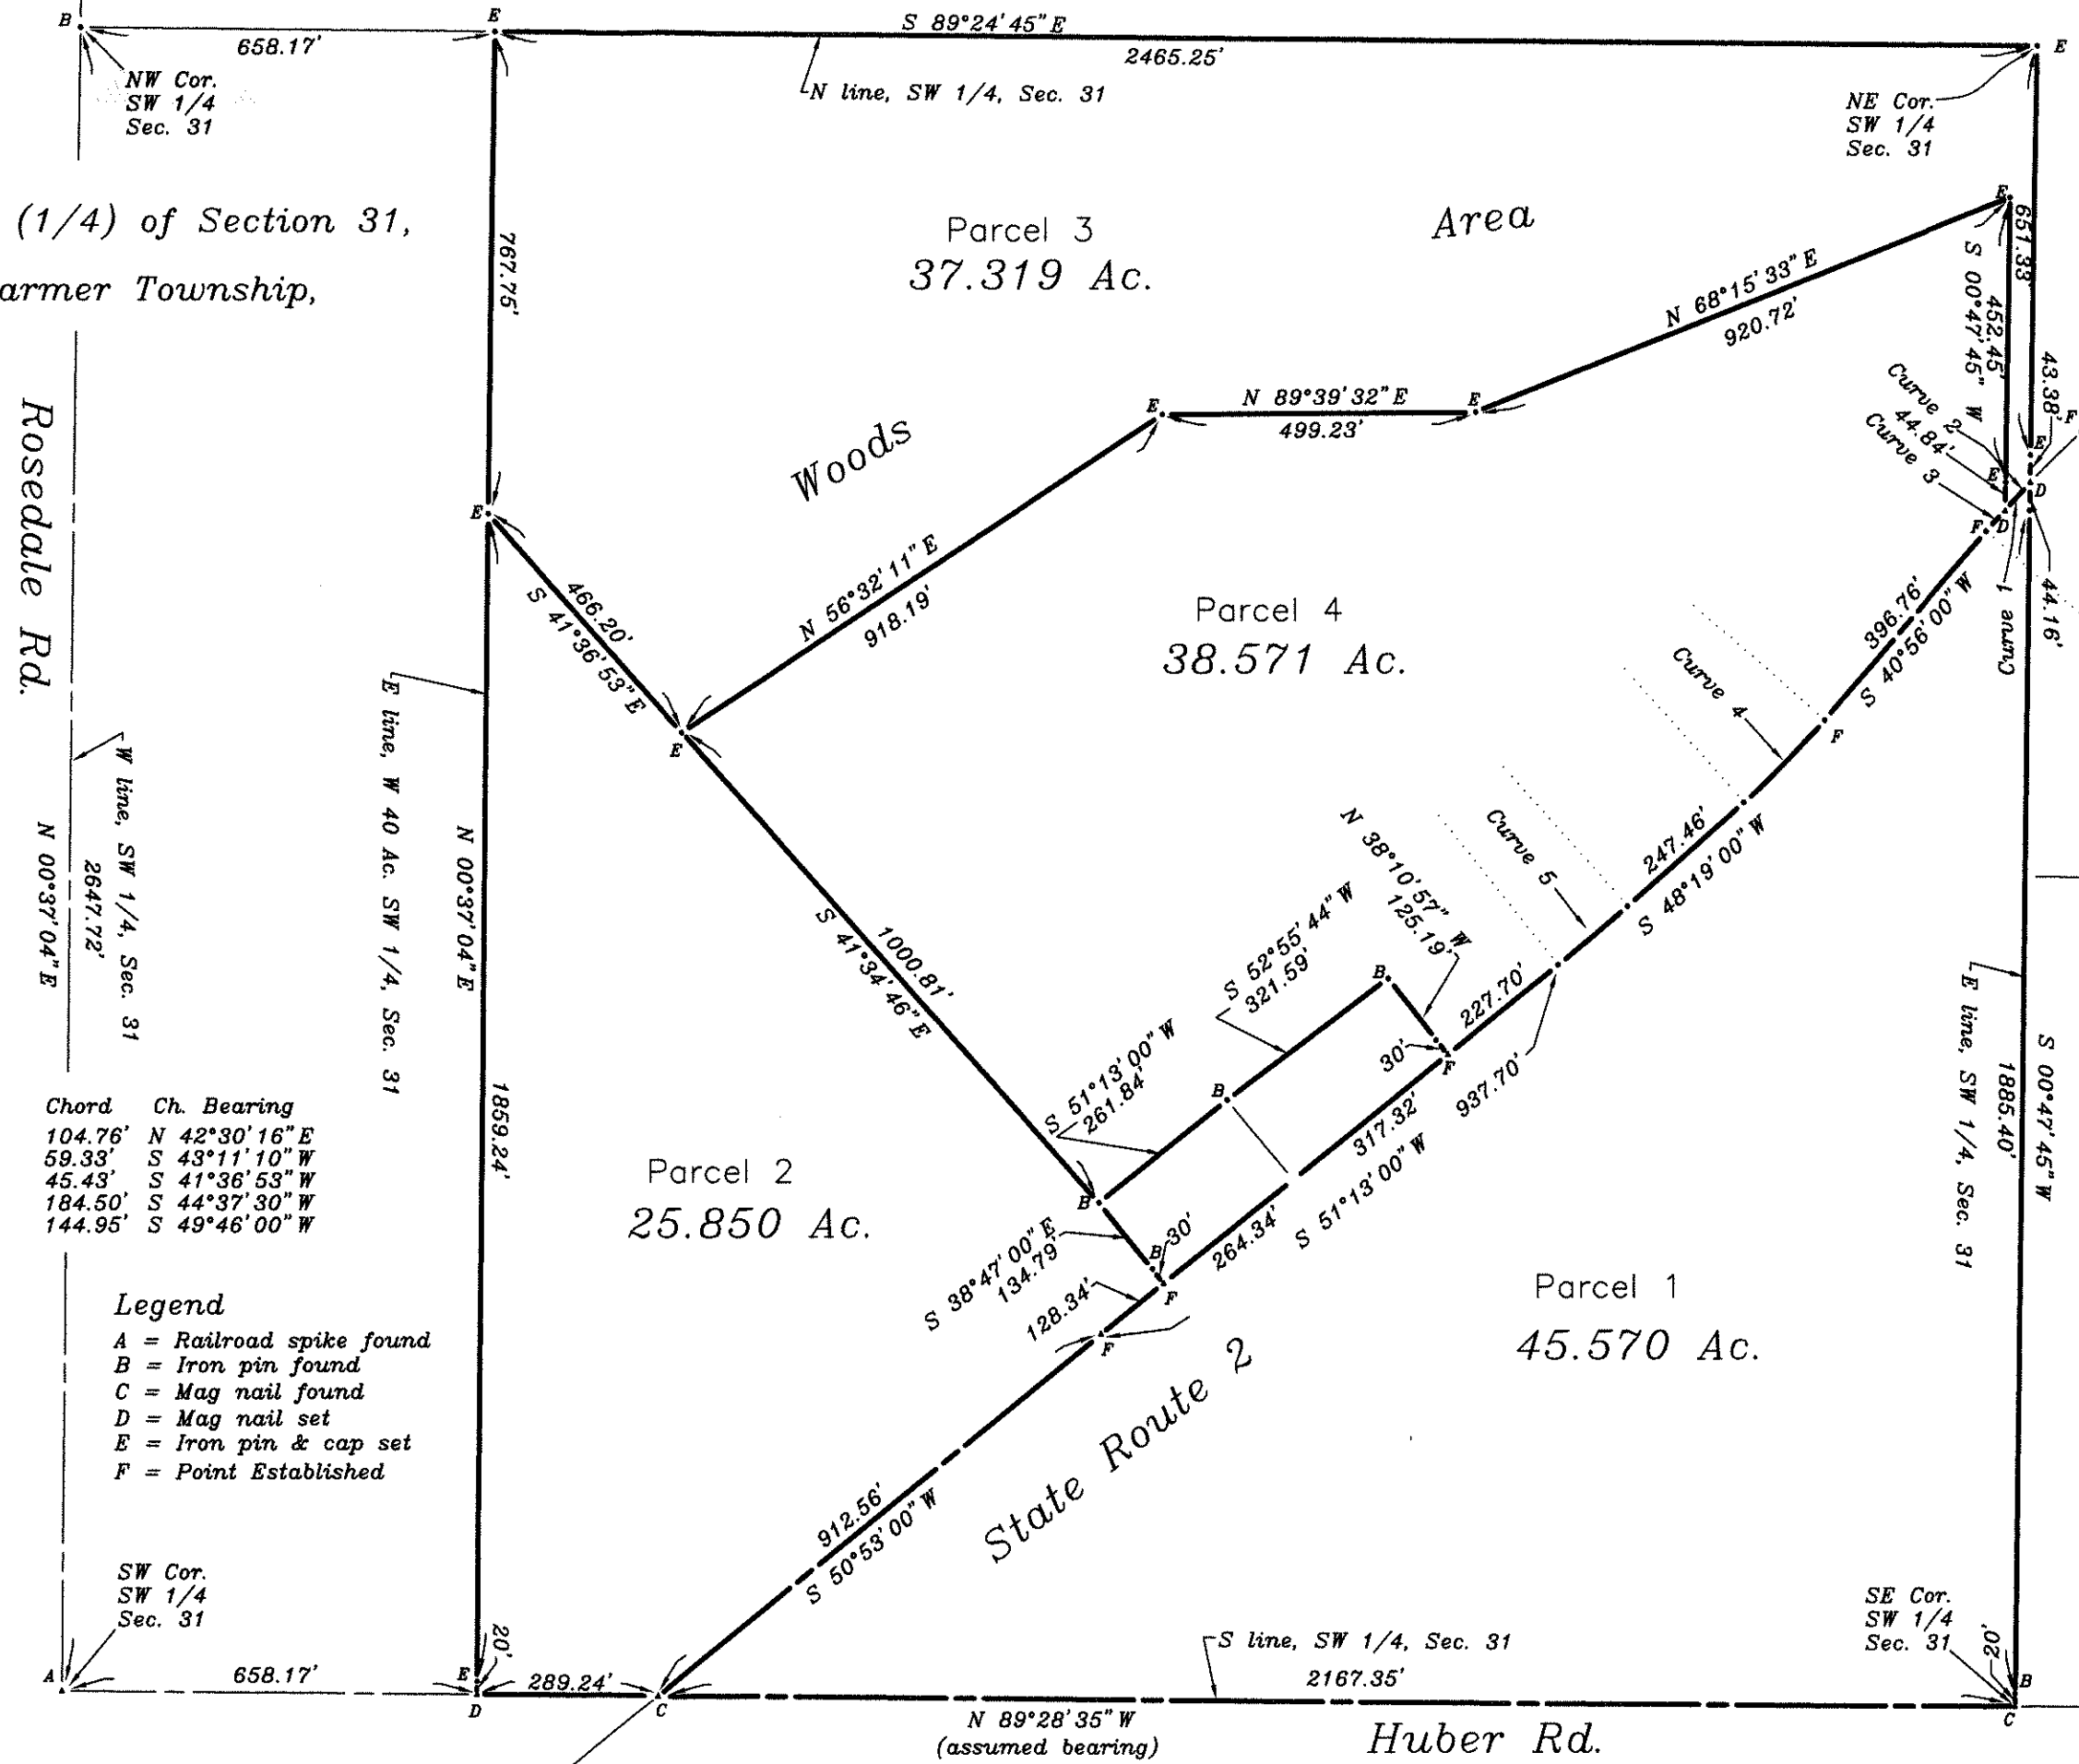 B
E
S 89°24'45" E
E
658.17'
2465.25'
NW Cor.
SW 1/4
Sec. 31
N line, SW 1/4, Sec. 31
NE Cor.
SW 1/4
Sec. 31
(1/4) of Section 31,
armer Township,
767.75'
Parcel 3
37.319 Ac.
Area
E
651.33'
S 00°47'45" W
452.45'
N 68°15'33" E
920.72'
43.38'
F
E
N 89°39'32" E
E
499.23'
Curve 2
44.84'
Curve 3
E
E
D
F
D
Rosedale Rd.
Woods
E
466.20'
S 41°36'53" E
N 56°32'11" E
918.19'
Parcel 4
38.571 Ac.
396.76'
S 40°56'00" W
Curve 1
44.16'
E line, W 40 Ac. SW 1/4, Sec. 31
E
Curve 4
F
W line, SW 1/4, Sec. 31
2647.72'
N 00°37'04" E
N 00°37'04" E
1000.81'
S 41°34'46" E
N 38°10'57" W
125.19'
Curve 5
247.46'
S 48°19'00" W
S 52°55'44" W
321.59'
B
227.70'
30'
F
937.70'
E line, SW 1/4, Sec. 31
1885.40'
S 00°47'45" W
S 51°13'00" W
261.84'
B
317.32'
S 51°13'00" W
1859.24'
Chord Ch. Bearing
104.76' N 42°30'16" E
59.33' S 43°11'10" W
45.43' S 41°36'53" W
184.50' S 44°37'30" W
144.95' S 49°46'00" W
Parcel 2
25.850 Ac.
B
S 38°47'00" E
134.79'
B
30'
264.34'
F
128.34'
F
Parcel 1
45.570 Ac.
Legend
A = Railroad spike found
B = Iron pin found
C = Mag nail found
D = Mag nail set
E = Iron pin & cap set
F = Point Established
State Route 2
912.56'
S 50°53'00" W
SW Cor.
SW 1/4
Sec. 31
SE Cor.
SW 1/4
Sec. 31
20'
S line, SW 1/4, Sec. 31
20'
A
658.17'
E
289.24'
2167.35'
B
D
C
N 89°28'35" W
(assumed bearing)
Huber Rd.
C